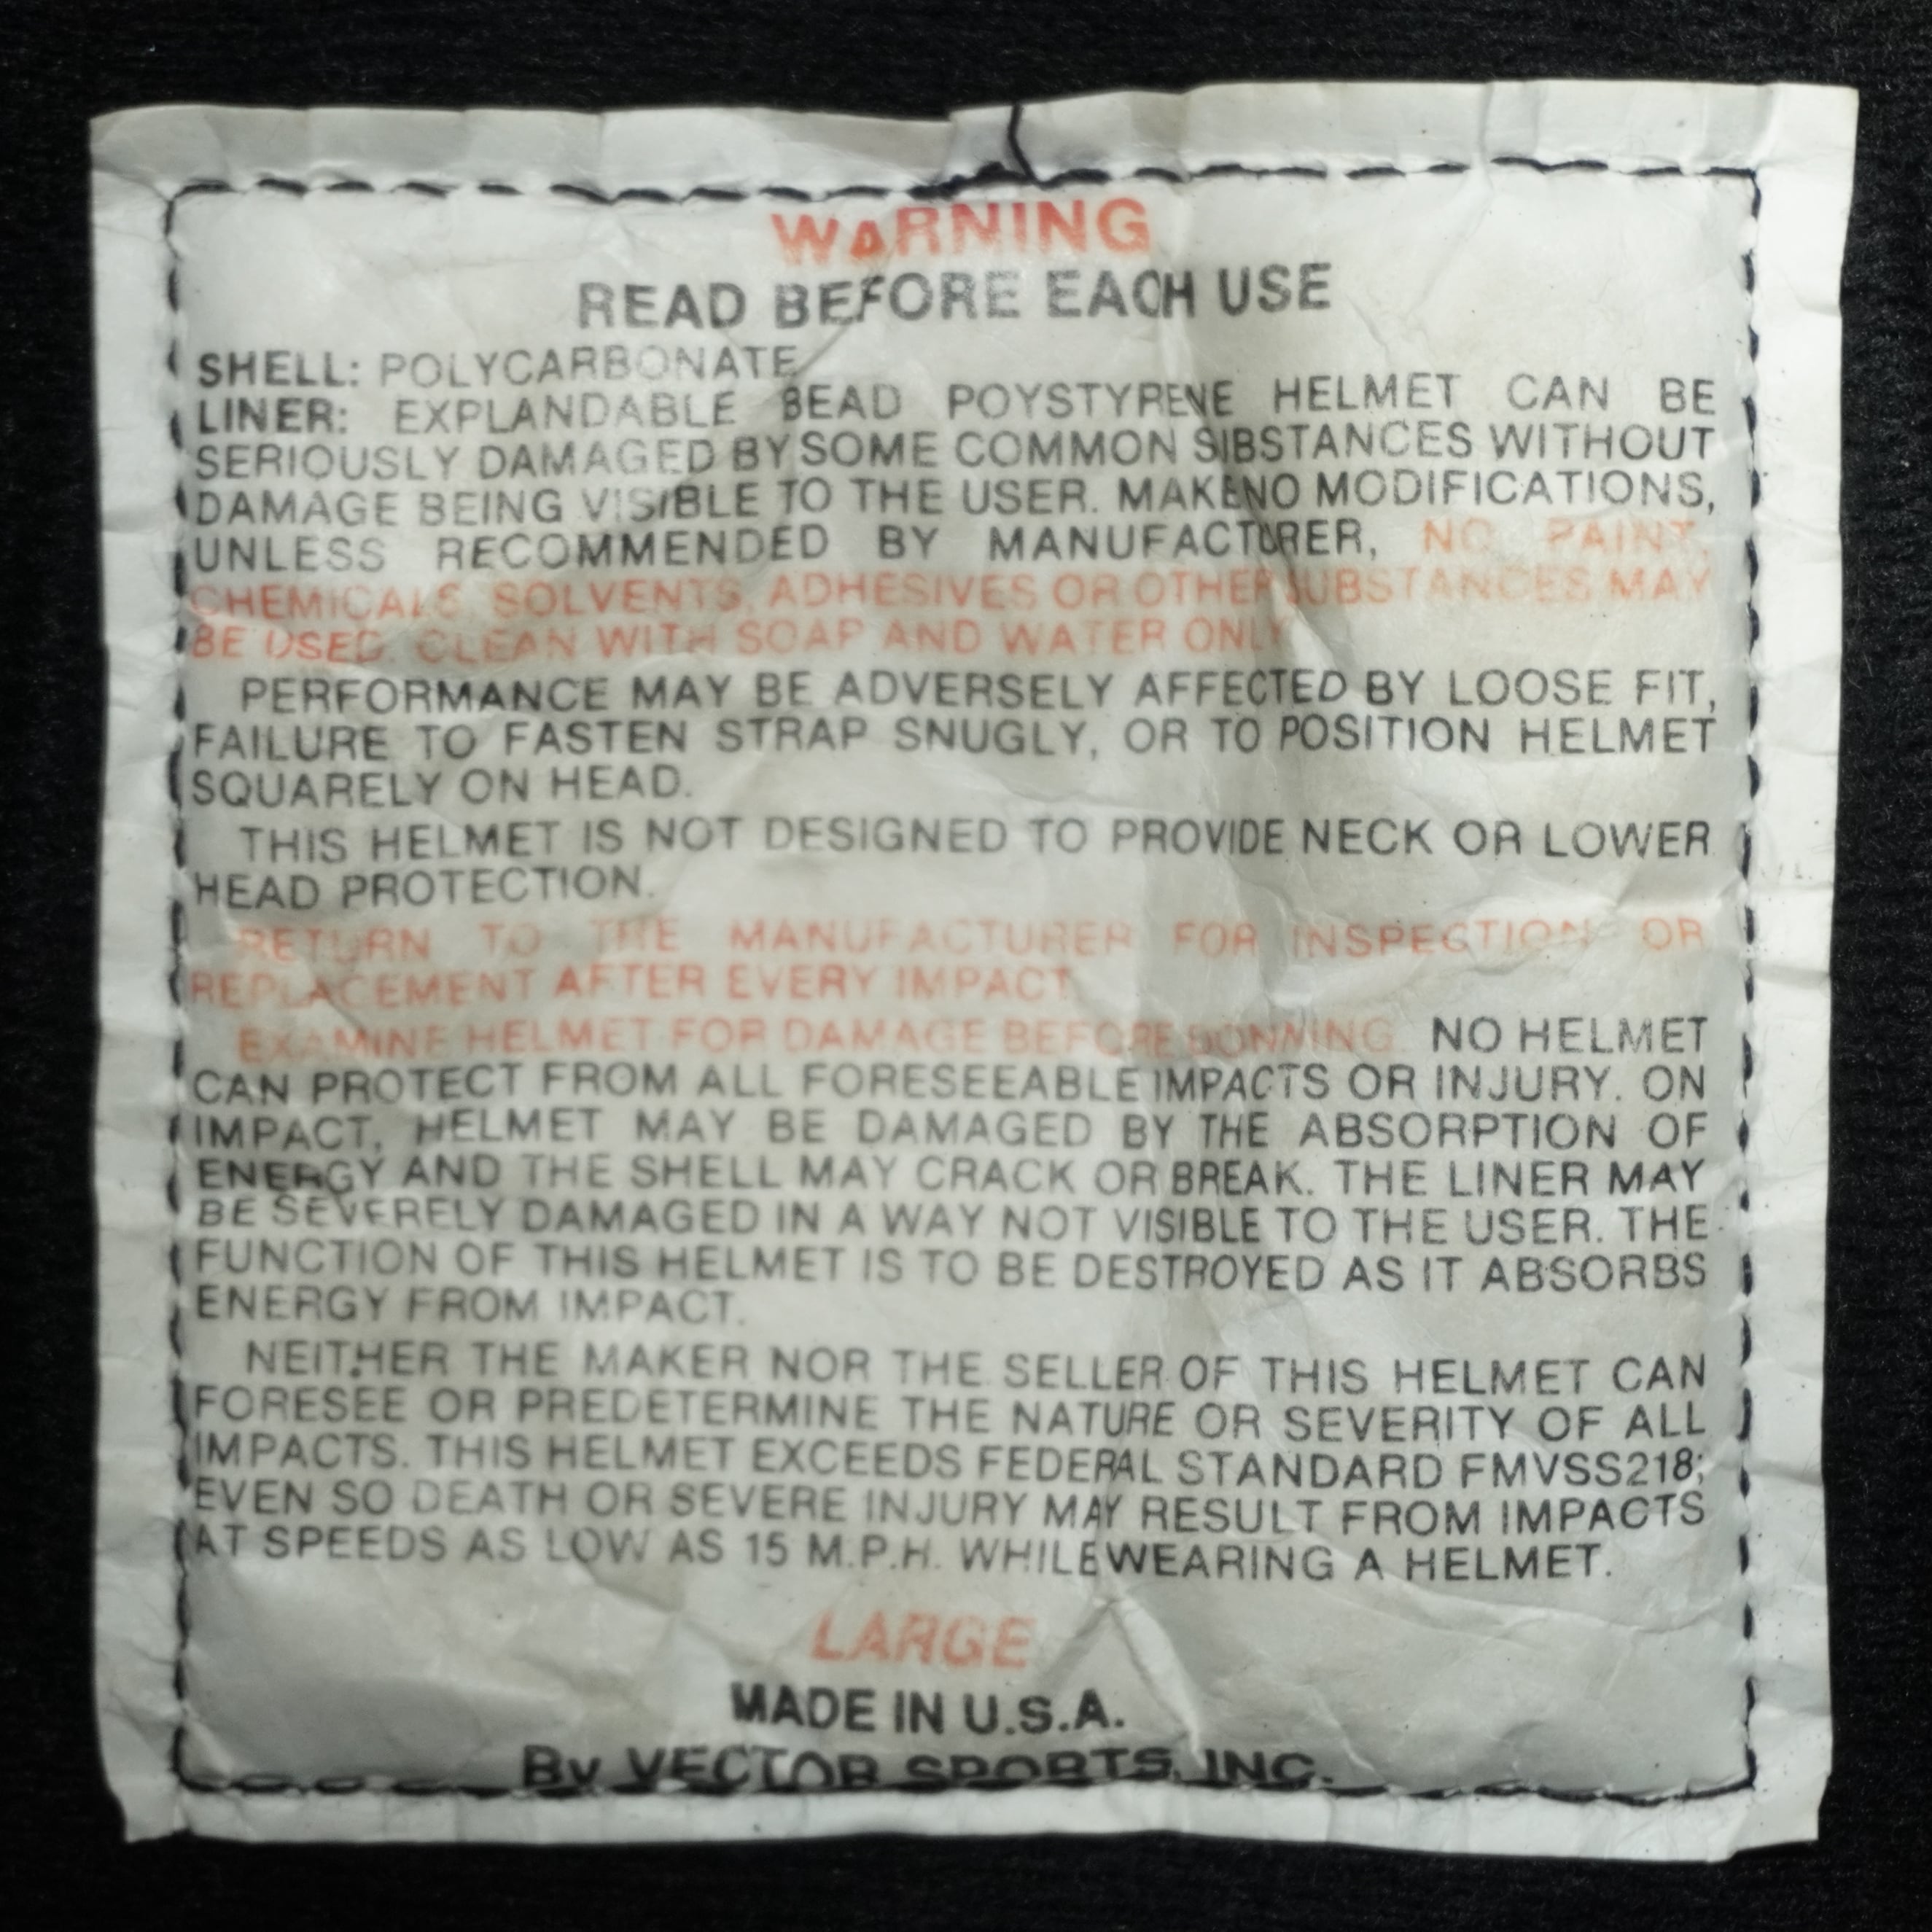 WARNING
READ BEFORE EACH USE
SHELL: POLYCARBONATE
LINER: EXPLANDABLE BEAD POYSTYRENE HELMET CAN BE
SERIOUSLY DAMAGED BY SOME COMMON SIBSTANCES WITHOUT
DAMAGE BEING VISIBLE TO THE USER. MAKE NO MODIFICATIONS,
UNLESS RECOMMENDED BY MANUFACTURER, NO PAINT,
CHEMICALS, SOLVENTS, ADHESIVES OR OTHER SUBSTANCES MAY
BE USED. CLEAN WITH SOAP AND WATER ONLY
PERFORMANCE MAY BE ADVERSELY AFFECTED BY LOOSE FIT,
FAILURE TO FASTEN STRAP SNUGLY, OR TO POSITION HELMET
SQUARELY ON HEAD.
THIS HELMET IS NOT DESIGNED TO PROVIDE NECK OR LOWER
HEAD PROTECTION.
RETURN TO THE MANUFACTURER FOR INSPECTION OR
REPLACEMENT AFTER EVERY IMPACT
EXAMINE HELMET FOR DAMAGE BEFORE DONNING. NO HELMET
CAN PROTECT FROM ALL FORESEEABLE IMPACTS OR INJURY. ON
IMPACT, HELMET MAY BE DAMAGED BY THE ABSORPTION OF
ENERGY AND THE SHELL MAY CRACK OR BREAK. THE LINER MAY
BE SEVERELY DAMAGED IN A WAY NOT VISIBLE TO THE USER. THE
FUNCTION OF THIS HELMET IS TO BE DESTROYED AS IT ABSORBS
ENERGY FROM IMPACT.
NEITHER THE MAKER NOR THE SELLER OF THIS HELMET CAN
FORESEE OR PREDETERMINE THE NATURE OR SEVERITY OF ALL
IMPACTS. THIS HELMET EXCEEDS FEDERAL STANDARD FMVSS218;
EVEN SO DEATH OR SEVERE INJURY MAY RESULT FROM IMPACTS
AT SPEEDS AS LOW AS 15 M.P.H. WHILE WEARING A HELMET.
LARGE
MADE IN U.S.A.
By VECTOR SPORTS, INC.